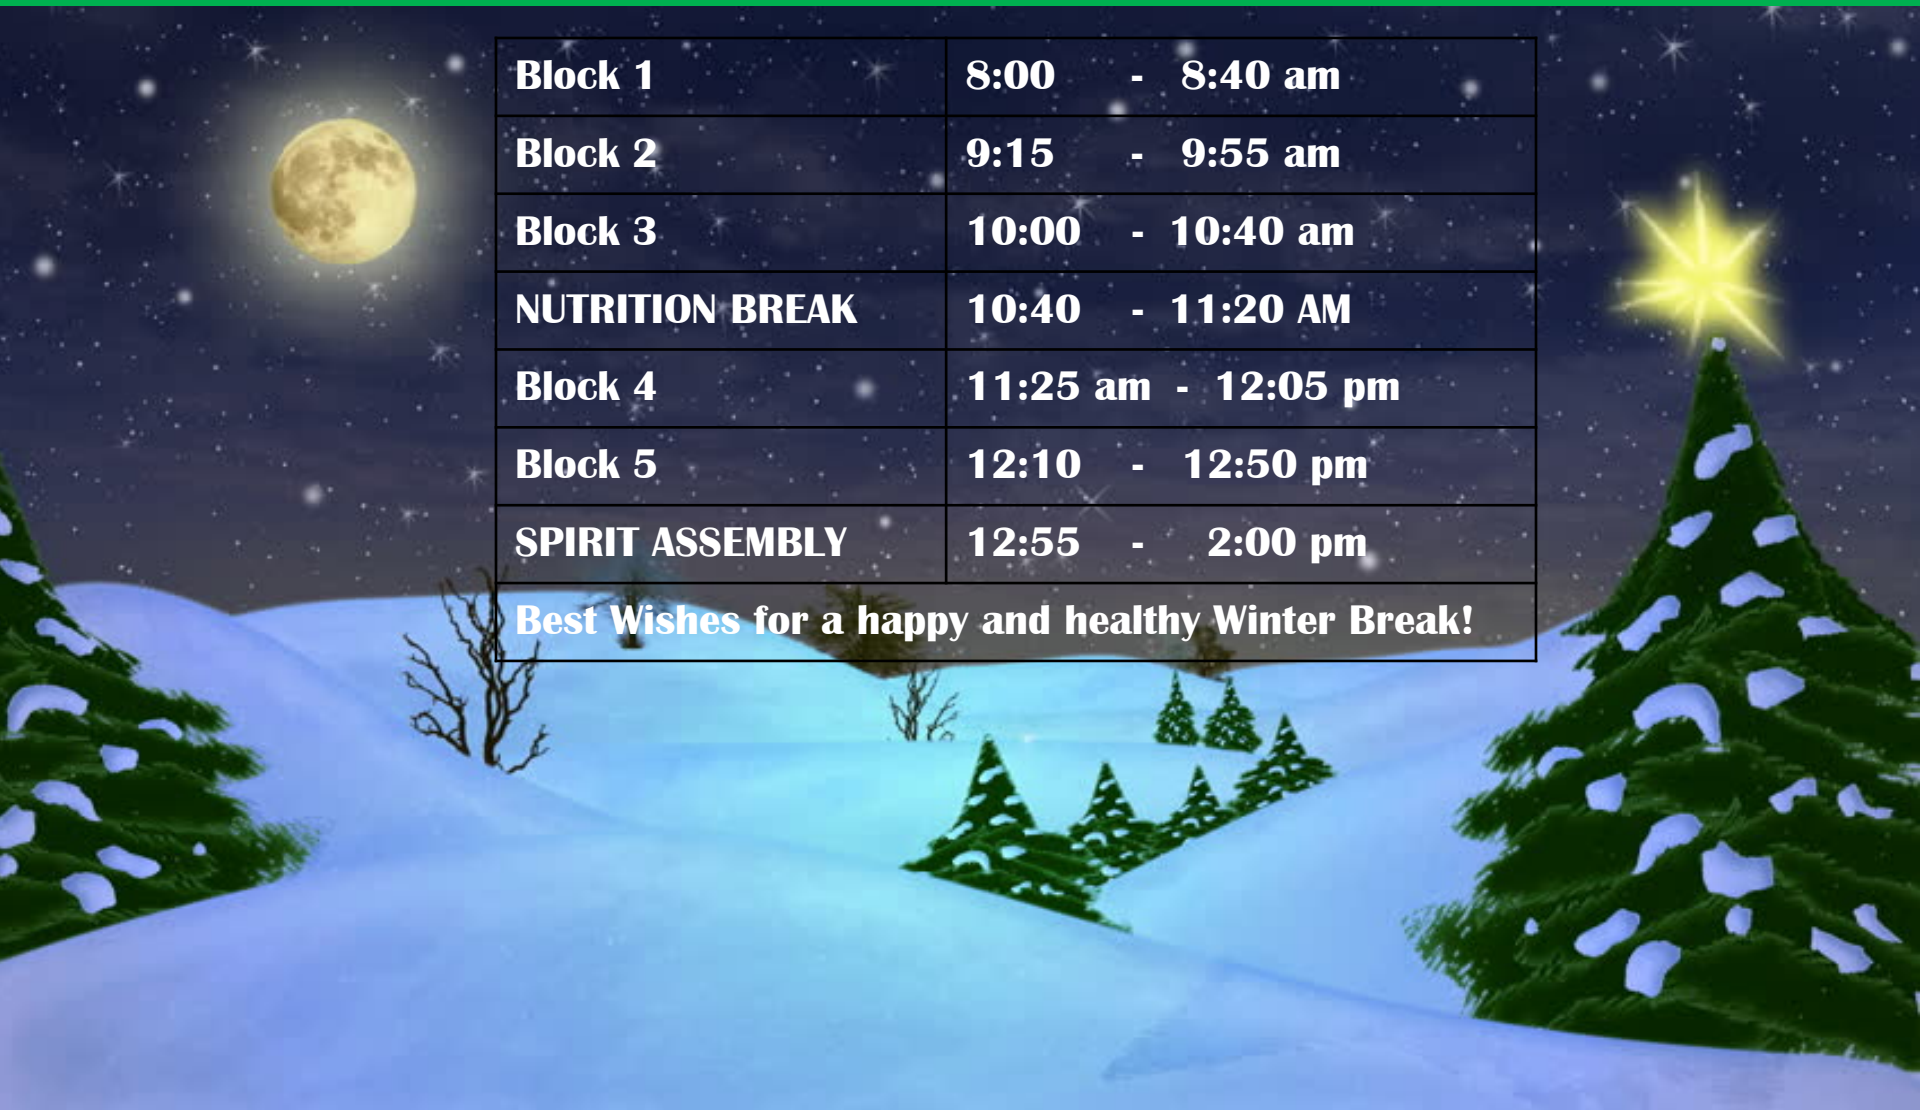 Block 1 8:00 - 8:40 am
Block 2 9:15 - 9:55 am
Block 3 10:00 - 10:40 am
NUTRITION BREAK 10:40 - 11:20 AM
Block 4 11:25 am - 12:05 pm
Block 5 12:10 - 12:50 pm
SPIRIT ASSEMBLY 12:55 - 2:00 pm
Best Wishes for a happy and healthy Winter Break!